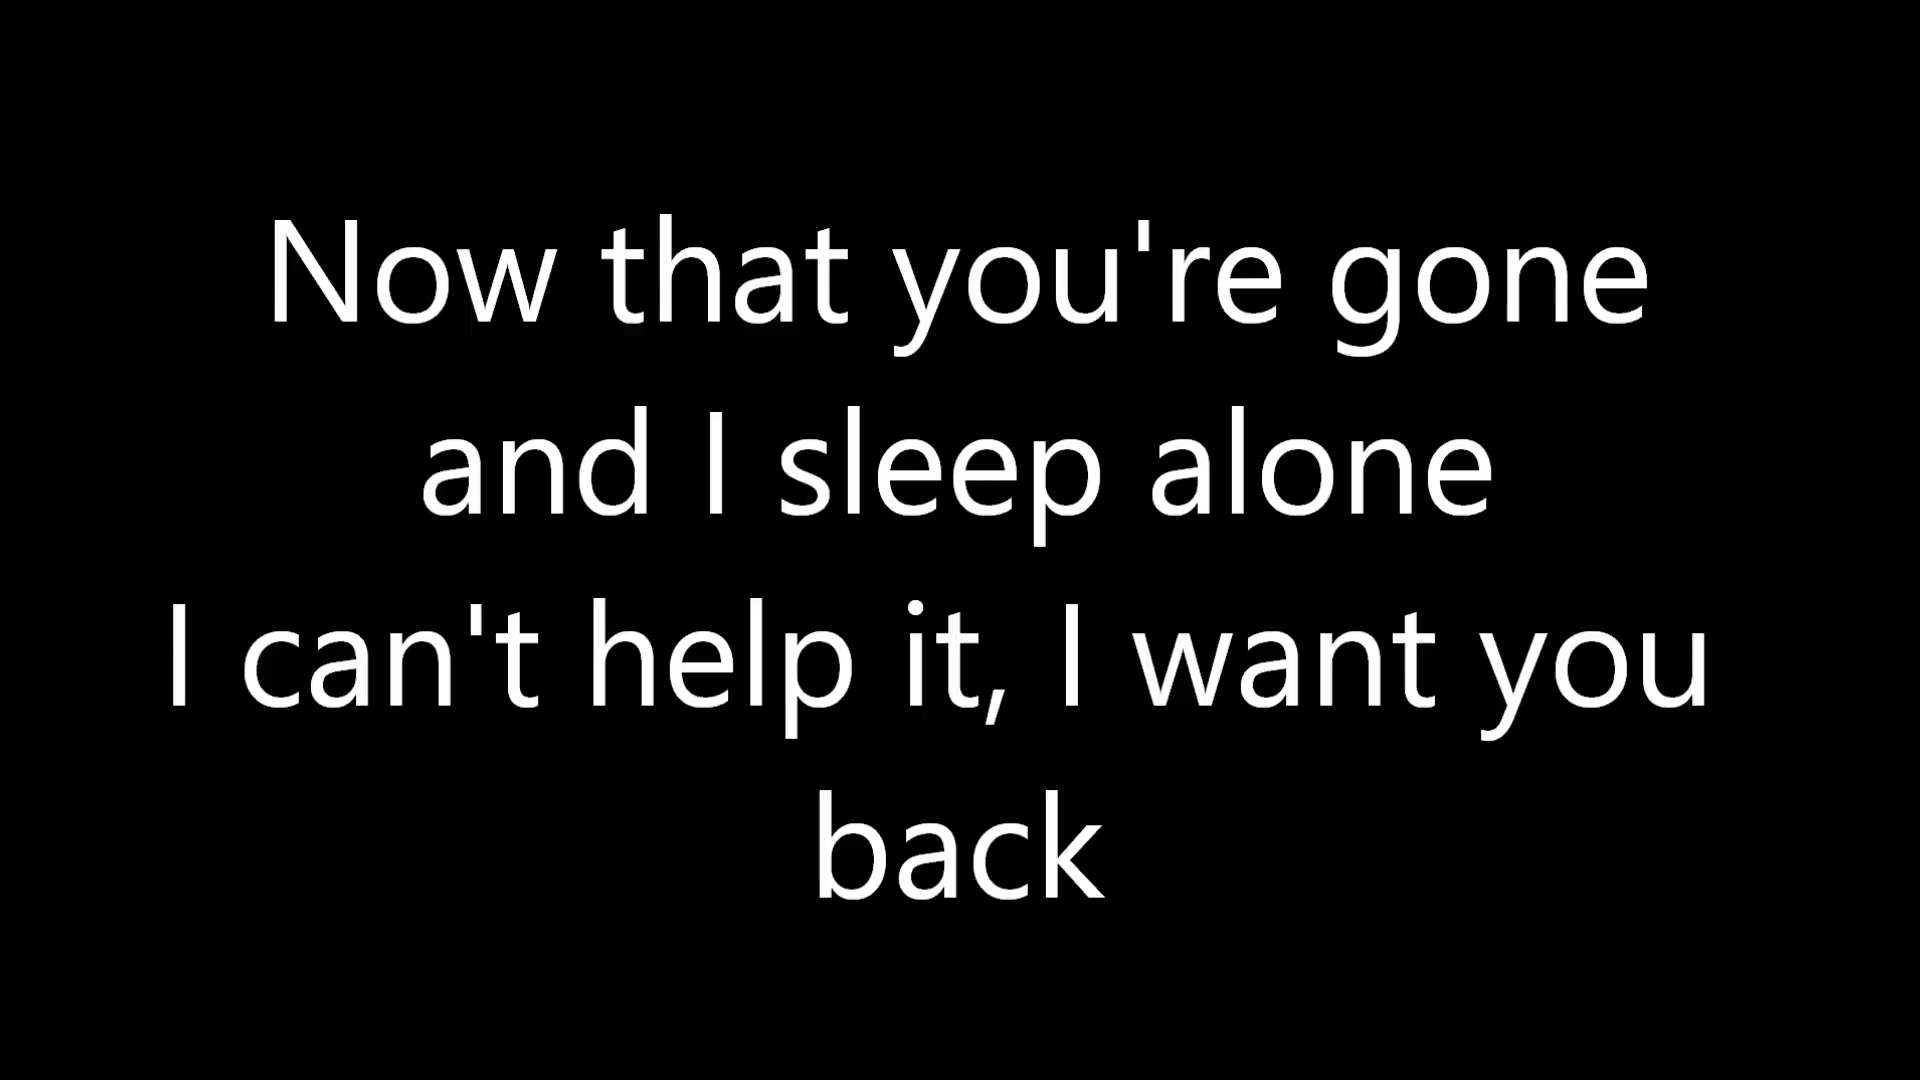 Now that you're gone
and I sleep alone
I can't help it, I want you
back